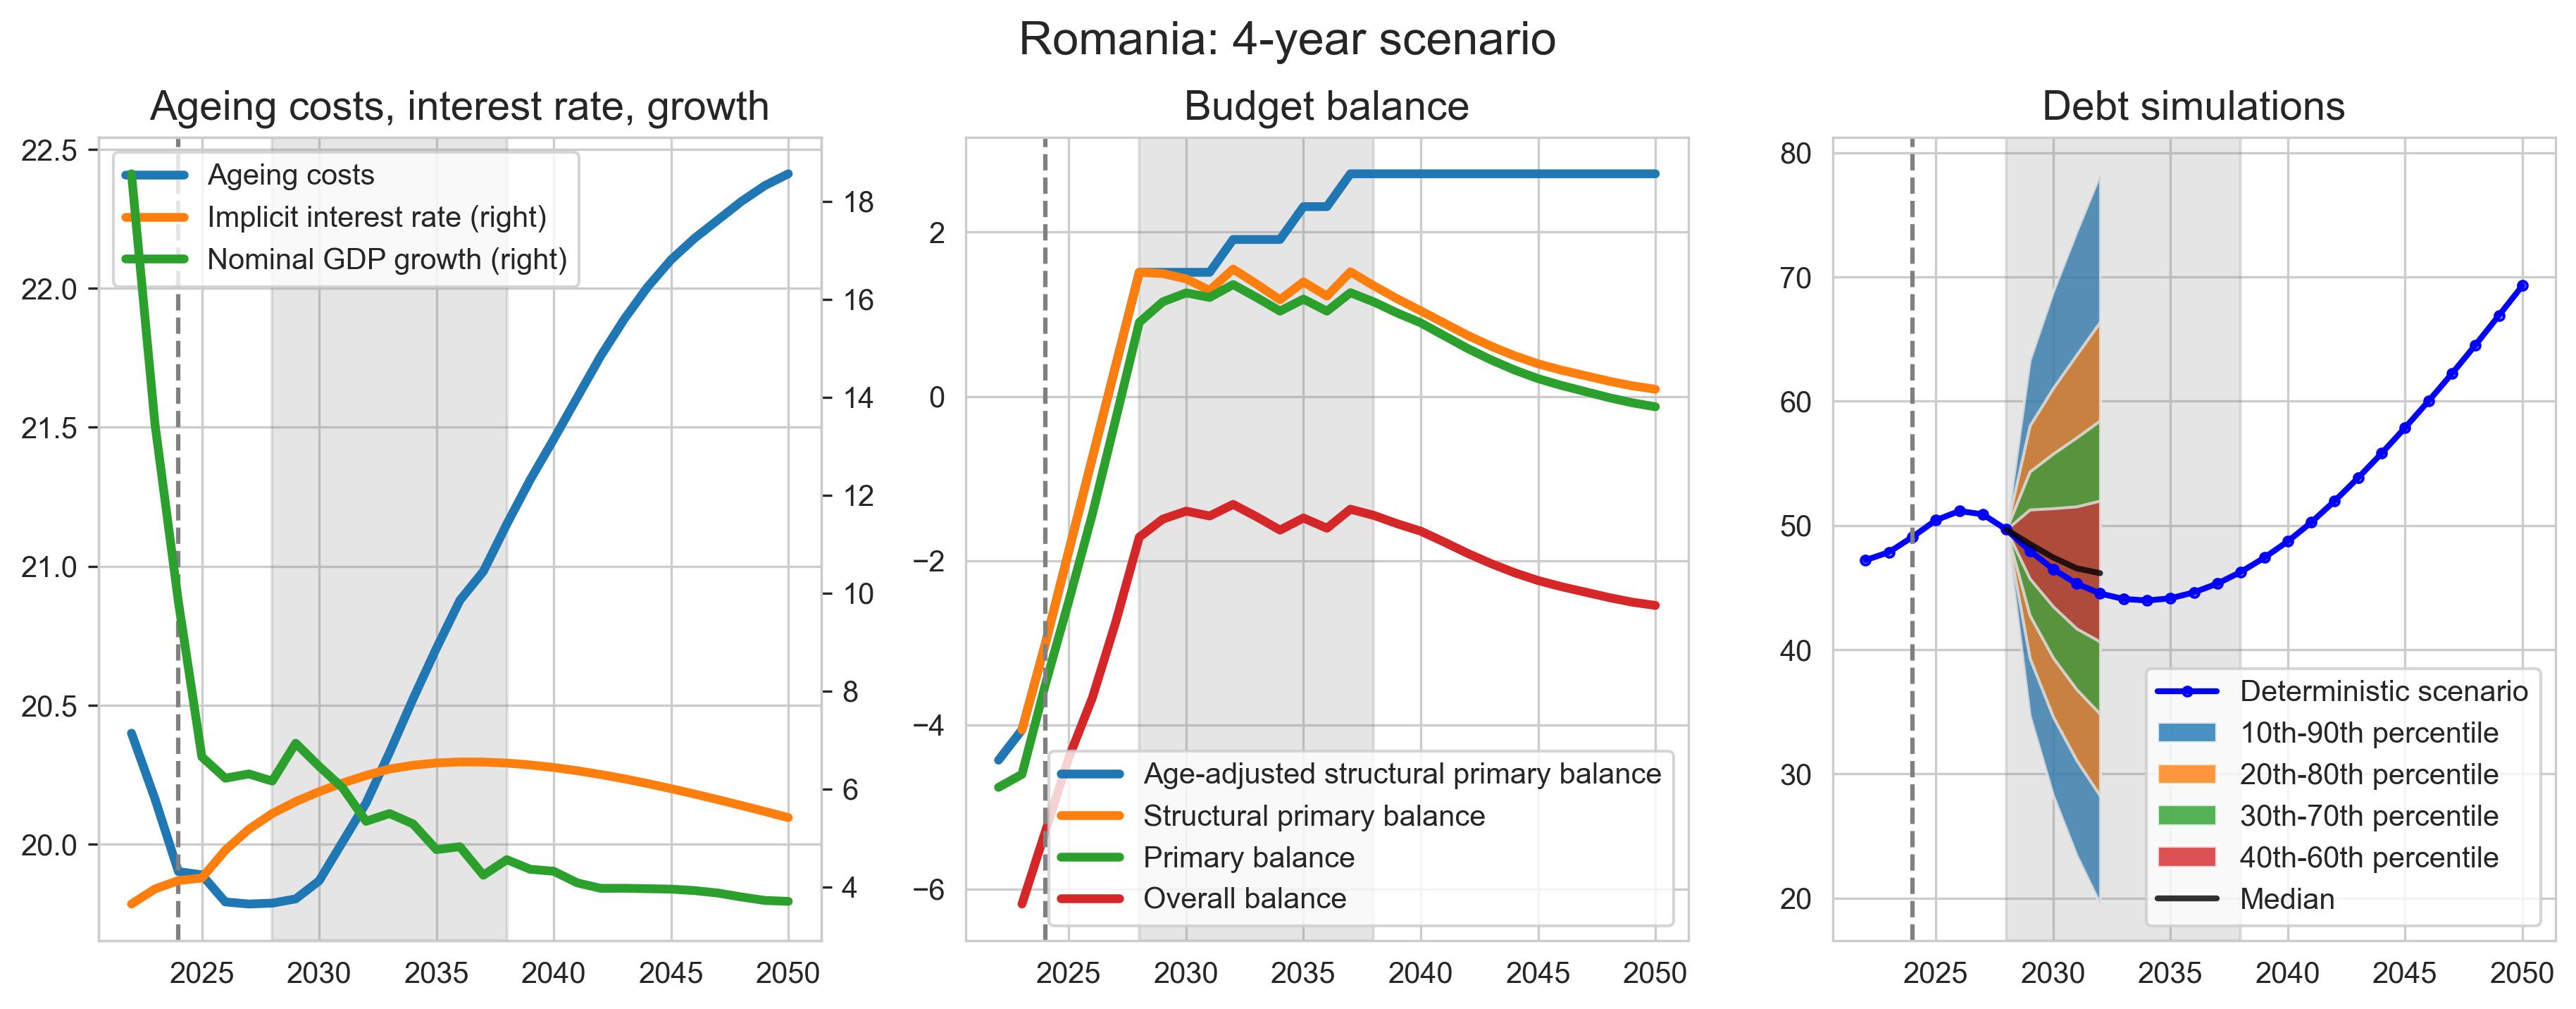 Romania: 4-year scenario
Ageing costs, interest rate, growth
22.5
22.0
21.5
21.0
20.5
20.0
Ageing costs
Implicit interest rate (right)
Nominal GDP growth (right)
18
16
14
12
10
8
6
4
2025 2030 2035 2040 2045 2050
Budget balance
2
0
−2
−4
−6
Age-adjusted structural primary balance
Structural primary balance
Primary balance
Overall balance
2025 2030 2035 2040 2045 2050
Debt simulations
80
70
60
50
40
30
20
Deterministic scenario
10th-90th percentile
20th-80th percentile
30th-70th percentile
40th-60th percentile
Median
2025 2030 2035 2040 2045 2050